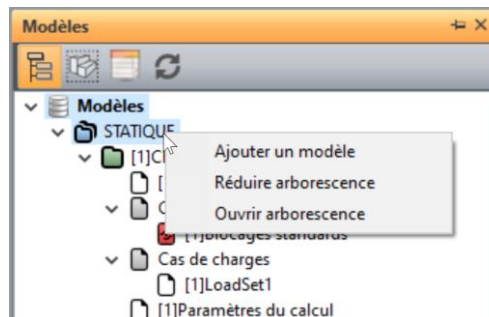 Modèles
Modèles
STATIQUE
[1]C
Ajouter un modèle
Réduire arborescence
Ouvrir arborescence
[1]Blocages standards
Cas de charges
[1]LoadSet1
[1]Paramètres du calcul